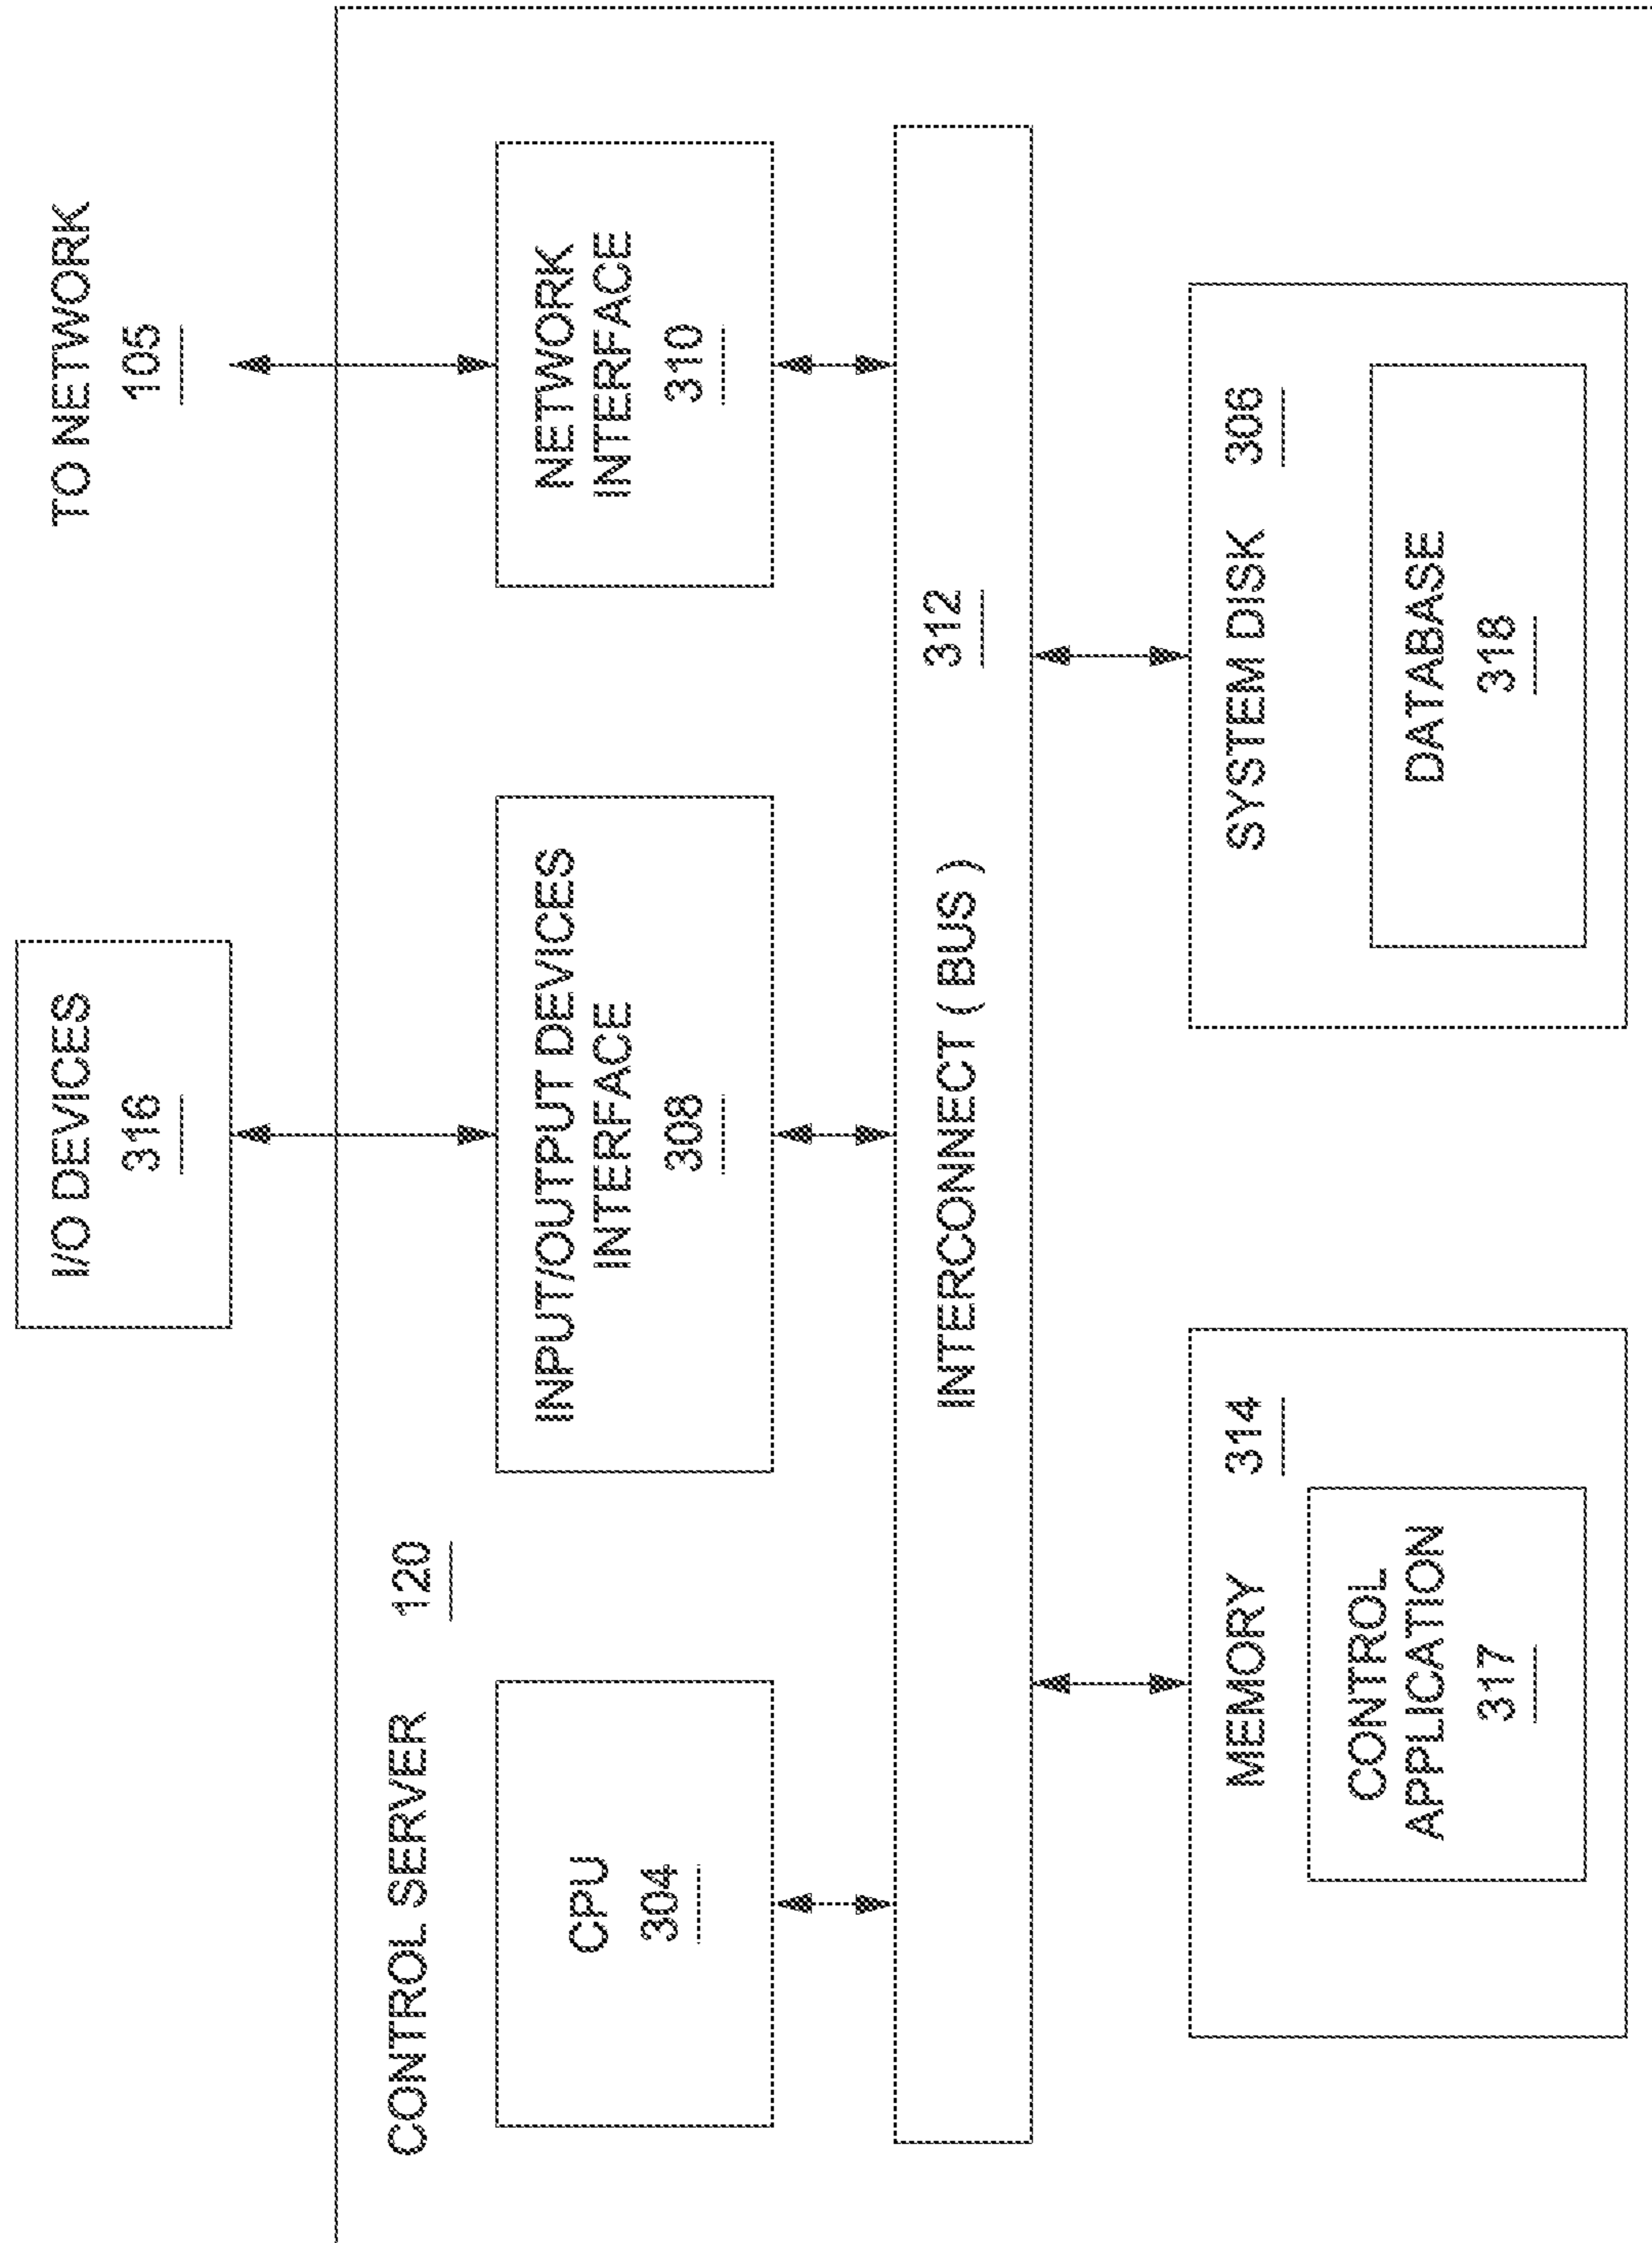 I/O DEVICES
316
TO NETWORK
105
CONTROL SERVER 120
CPU
304
INPUT/OUTPUT DEVICES
INTERFACE
308
NETWORK
INTERFACE
310
INTERCONNECT ( BUS ) 312
MEMORY 314
CONTROL
APPLICATION
317
SYSTEM DISK 306
DATABASE
318